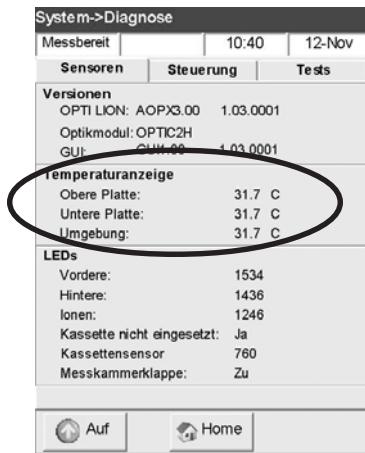 System->Diagnose
Messbereit 10:40 12-Nov
Sensoren Steuerung Tests
Versionen
OPTI LION: AOPX3.00 1.03.0001
Optikmodul: OPTIC2H
GUI: GUI1.00 1.03.0001
Temperaturanzeige
Obere Platte: 31.7 C
Untere Platte: 31.7 C
Umgebung: 31.7 C
LEDs
Vordere: 1534
Hintere: 1436
Ionen: 1246
Kassette nicht eingesetzt: Ja
Kassettensensor 760
Messkammerklappe: Zu
Auf Home